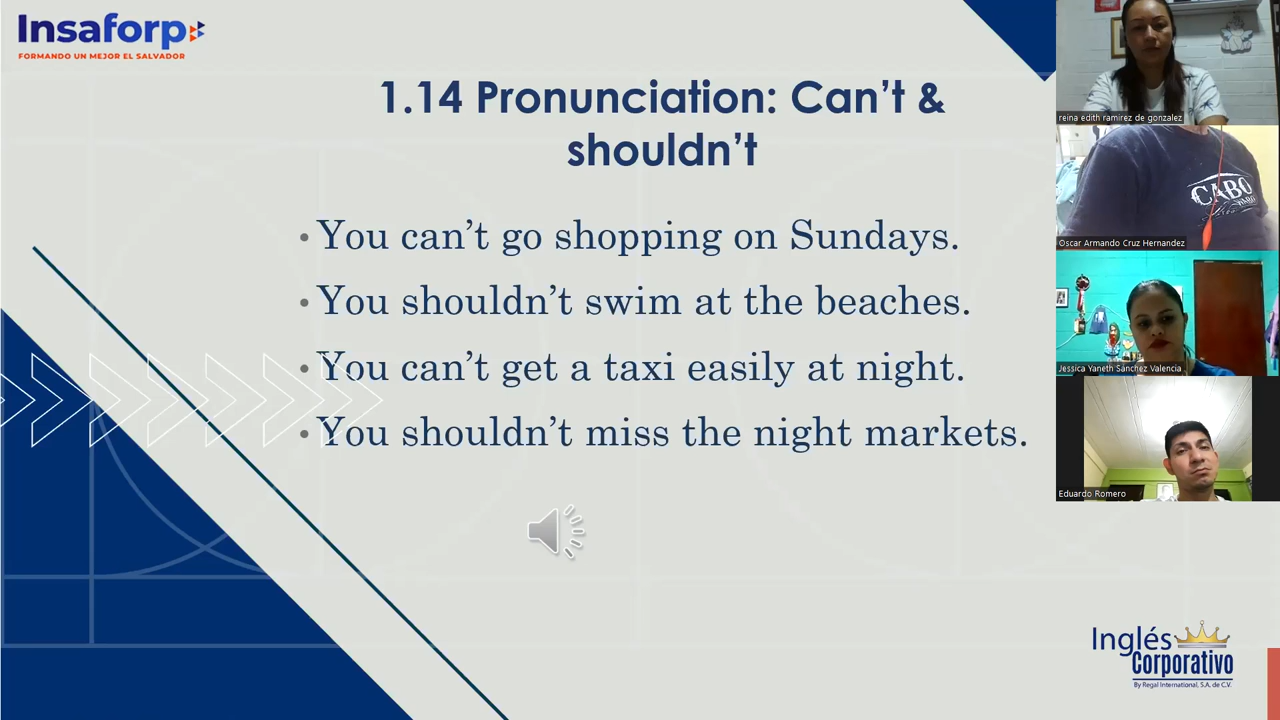 Insaforp
FORMANDO UN MEJOR EL SALVADOR
1.14 Pronunciation: Can't &
shouldn't
• You can't go shopping on Sundays.
• You shouldn't swim at the beaches.
• You can't get a taxi easily at night.
• You shouldn't miss the night markets.
reina edith ramirez de gonzalez
CABO
Oscar Armando Cruz Hernandez
Jessica Yaneth Sanchez Valencia
Eduardo Romero
Inglés
Corporativo
By Regal International, S.A. de C.V.